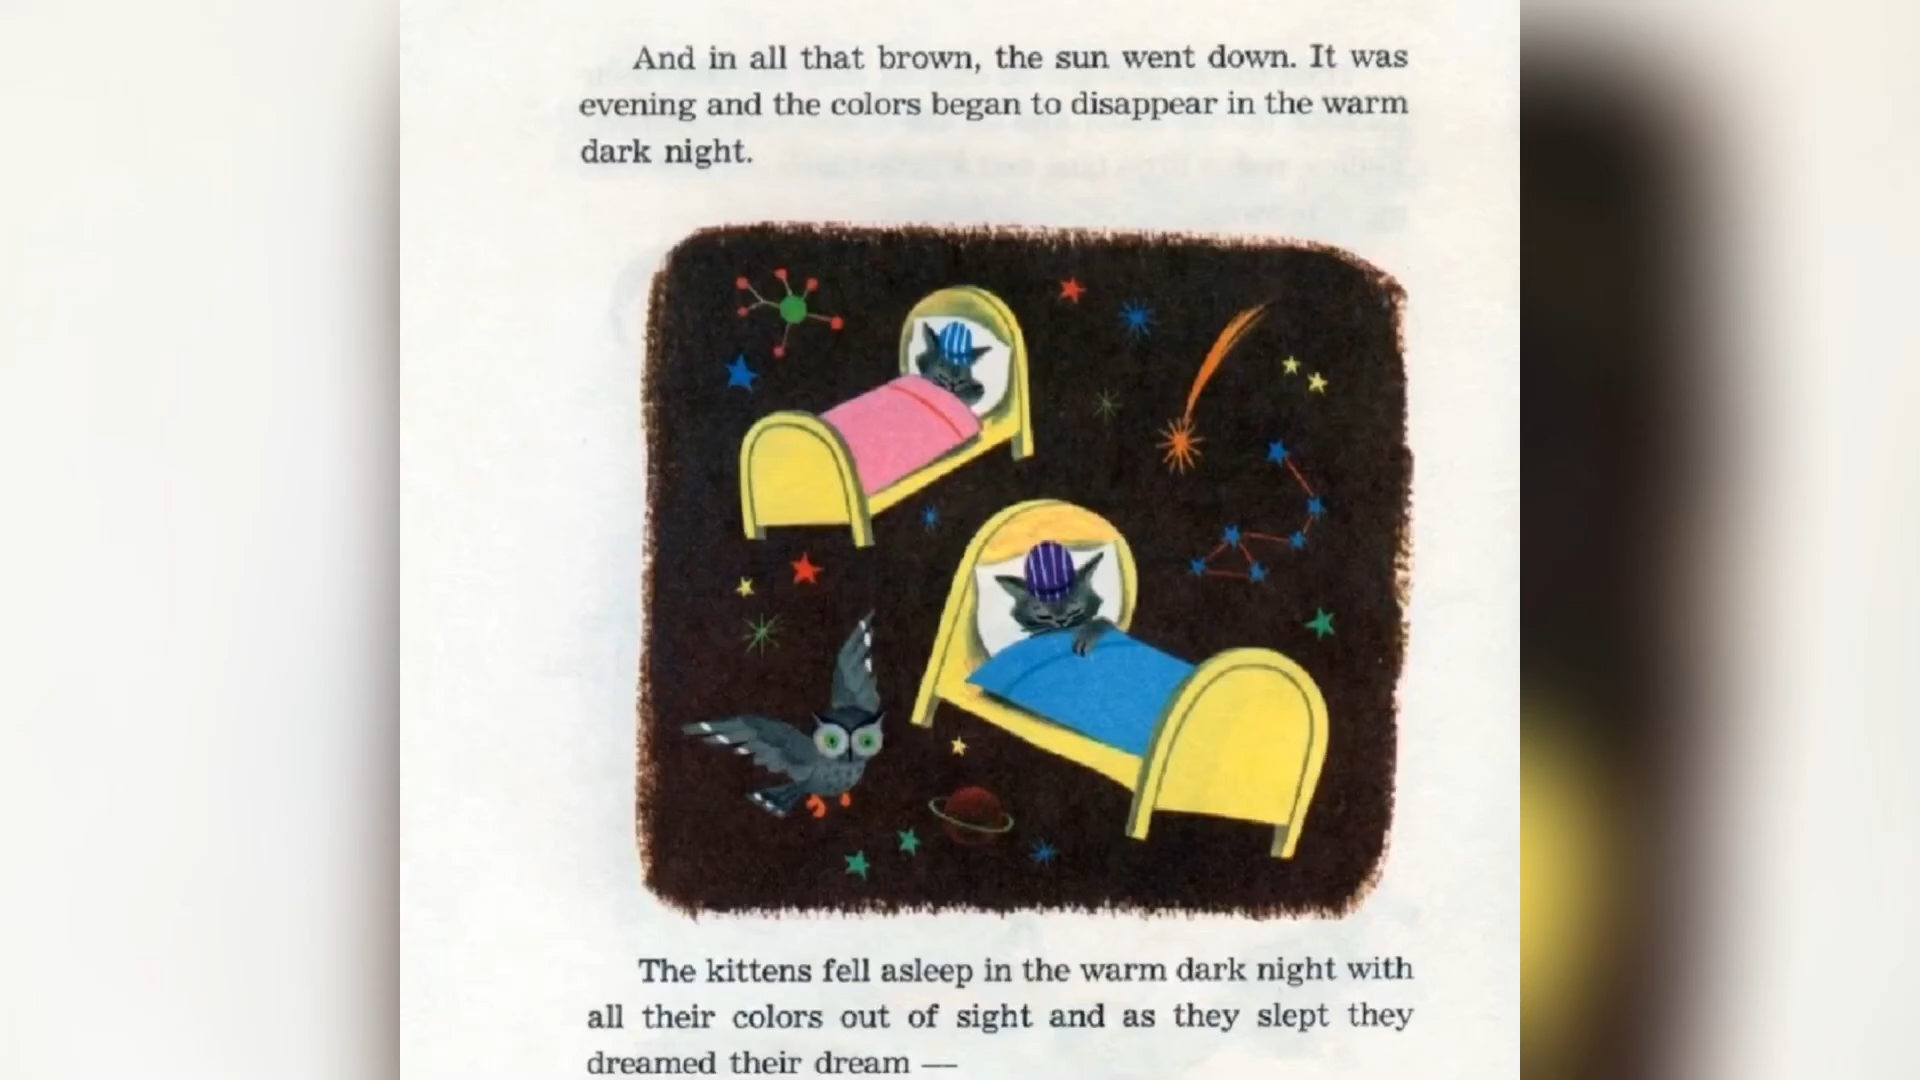 And in all that brown, the sun went down. It was
evening and the colors began to disappear in the warm
dark night.
The kittens fell asleep in the warm dark night with
all their colors out of sight and as they slept they
dreamed their dream —